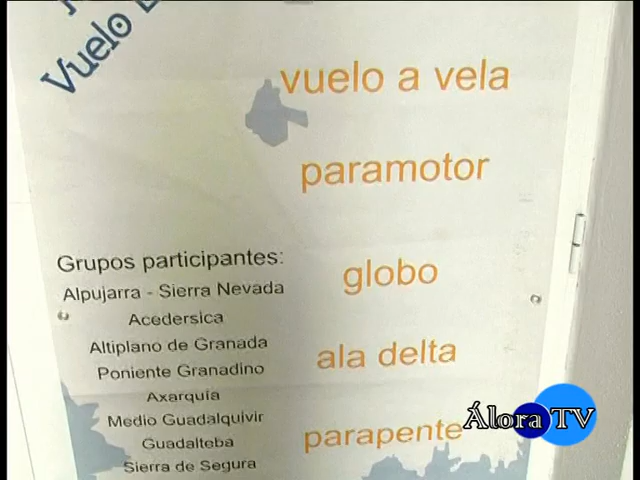 Vuelo
vuelo a vela
paramotor
globo
ala delta
parapente
Grupos participantes:
Alpujarra - Sierra Nevada
Acedersica
Altiplano de Granada
Poniente Granadino
Axarquía
Medio Guadalquivir
Guadalteba
Sierra de Segura
Álora TV